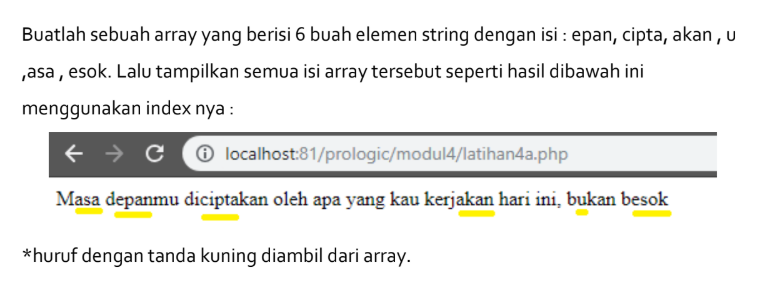 Buatlah sebuah array yang berisi 6 buah elemen string dengan isi : epan, cipta, akan , u
,asa , esok. Lalu tampilkan semua isi array tersebut seperti hasil dibawah ini
menggunakan index nya :
localhost:81/prologic/modul4/latihan4a.php
Masa depanmu diciptakan oleh apa yang kau kerjakan hari ini, bukan besok
*huruf dengan tanda kuning diambil dari array.